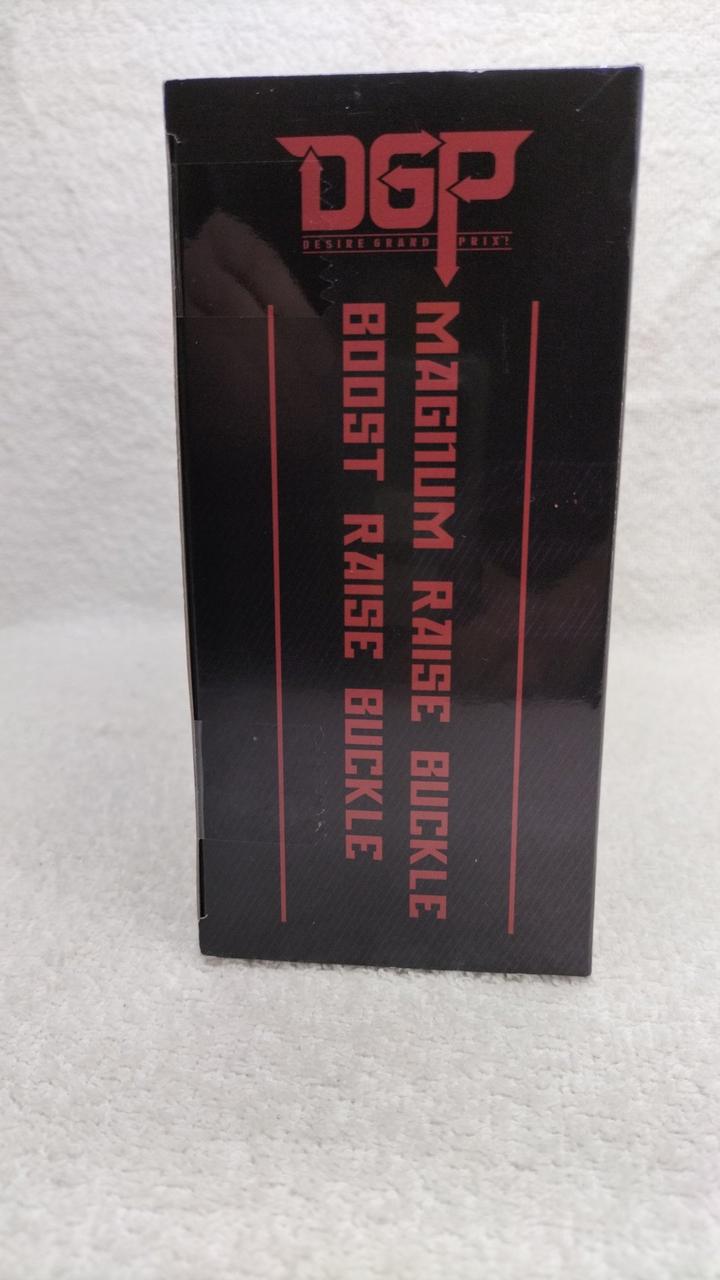 DGP
DESIRE GRAND PRIX!
MAGNUM RAISE BUCKLE
BOOST RAISE BUCKLE